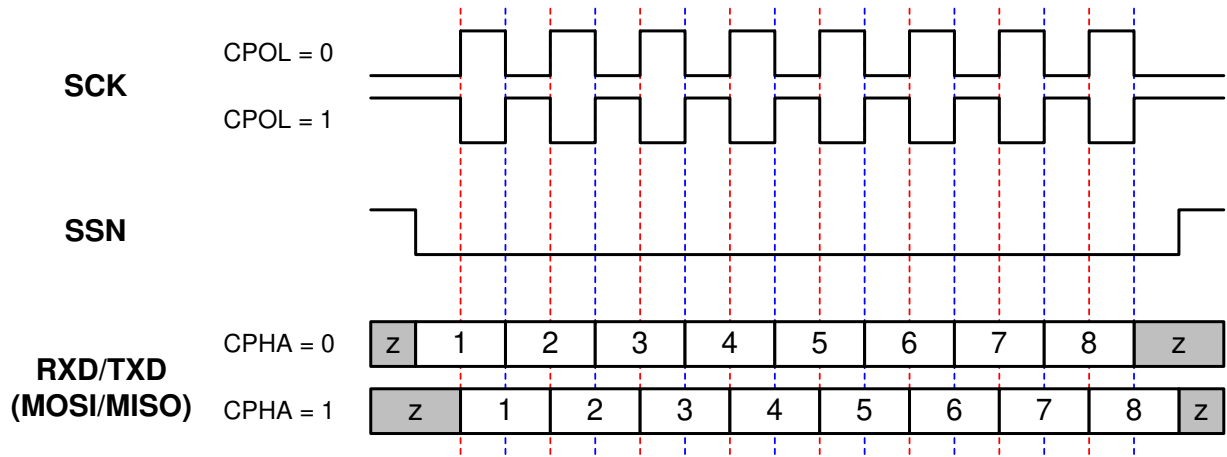 CPOL = 0
SCK
CPOL = 1
SSN
CPHA = 0 z 1 2 3 4 5 6 7 8 z
RXD/TXD
(MOSI/MISO)
CPHA = 1 z 1 2 3 4 5 6 7 8 z